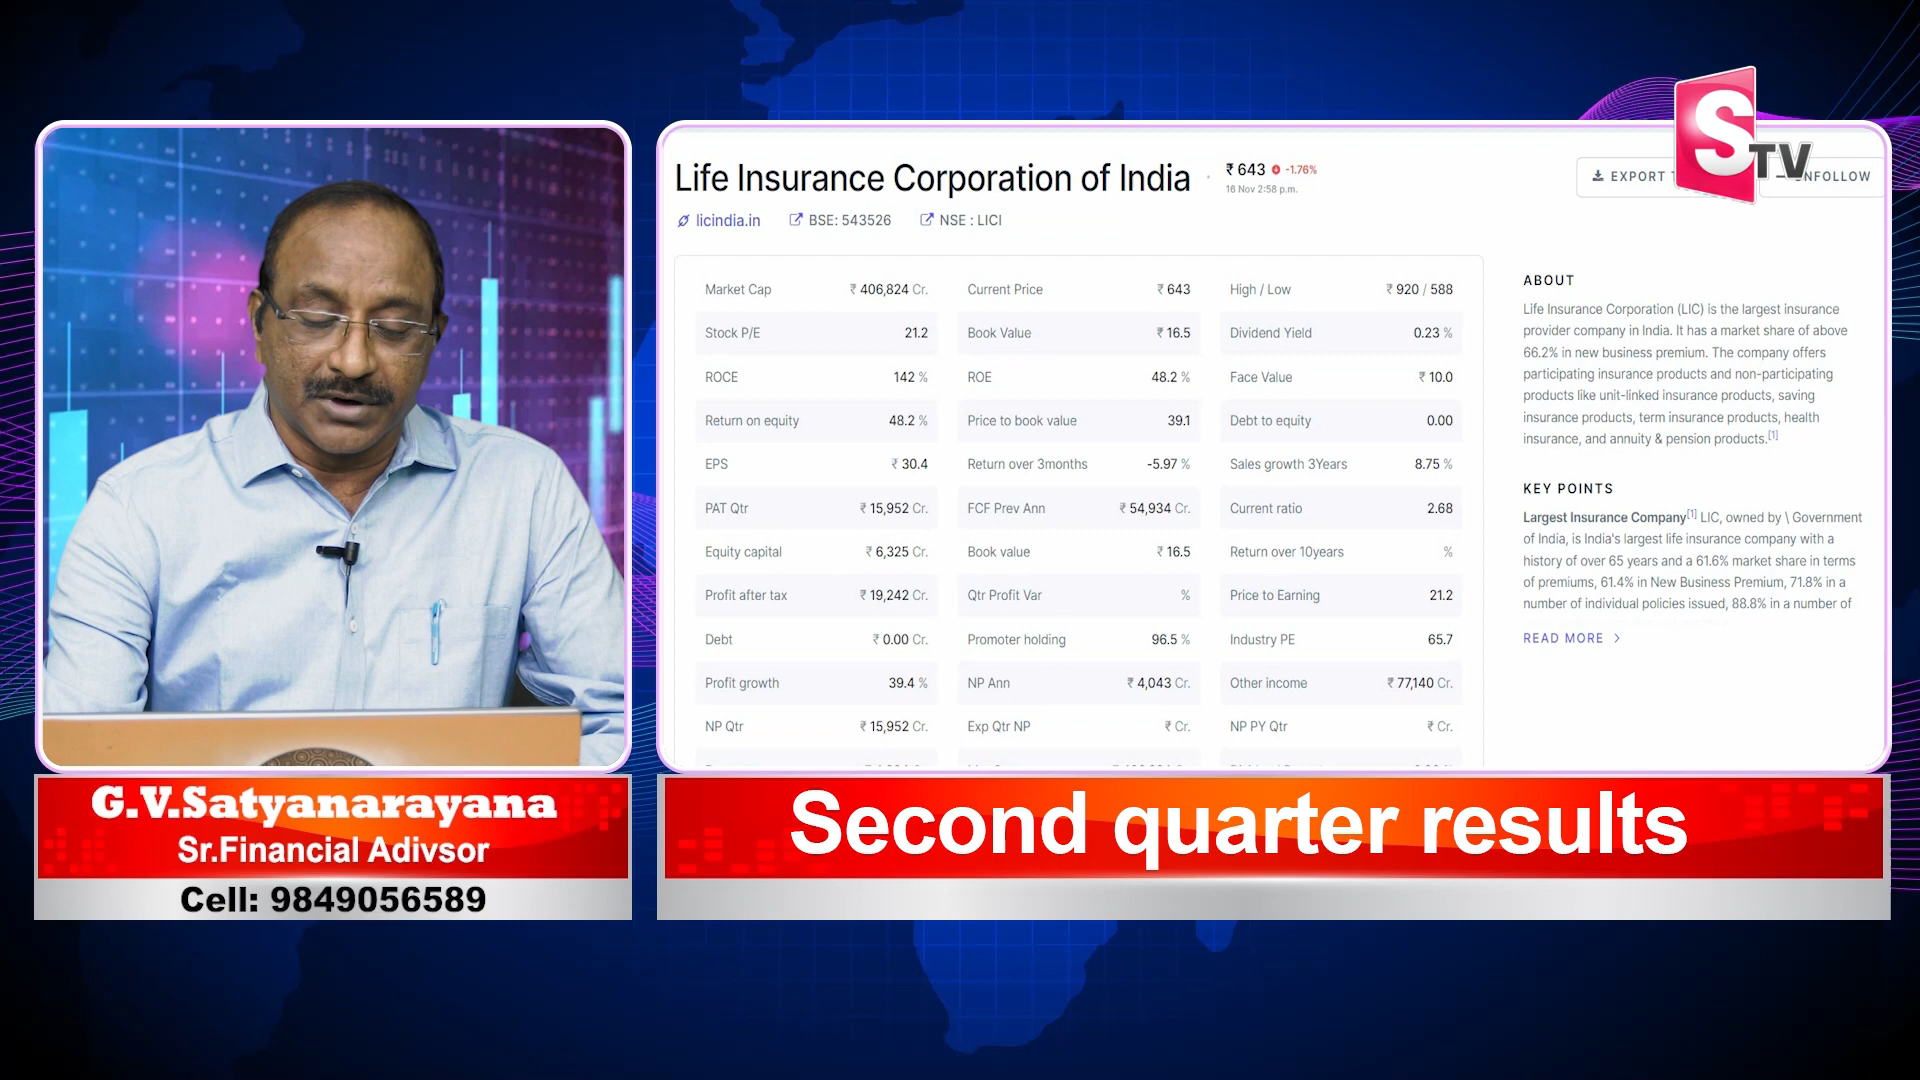 STV
Life Insurance Corporation of India
₹ 643 -1.76%
16 Nov 2:58 p.m.
EXPORT
NFOLLOW
licindia.in
BSE: 543526
NSE : LICI
Market Cap ₹ 406,824 Cr.
Current Price ₹ 643
High / Low ₹ 920 / 588
Stock P/E 21.2
Book Value ₹ 16.5
Dividend Yield 0.23 %
ROCE 142 %
ROE 48.2 %
Face Value ₹ 10.0
Return on equity 48.2 %
Price to book value 39.1
Debt to equity 0.00
EPS ₹ 30.4
Return over 3months -5.97 %
Sales growth 3Years 8.75 %
PAT Qtr ₹ 15,952 Cr.
FCF Prev Ann ₹ 54,934 Cr.
Current ratio 2.68
Equity capital ₹ 6,325 Cr.
Book value ₹ 16.5
Return over 10years %
Profit after tax ₹ 19,242 Cr.
Qtr Profit Var %
Price to Earning 21.2
Debt ₹ 0.00 Cr.
Promoter holding 96.5 %
Industry PE 65.7
Profit growth 39.4 %
NP Ann ₹ 4,043 Cr.
Other income ₹ 77,140 Cr.
NP Qtr ₹ 15,952 Cr.
Exp Qtr NP ₹ Cr.
NP PY Qtr ₹ Cr.
ABOUT
Life Insurance Corporation (LIC) is the largest insurance
provider company in India. It has a market share of above
66.2% in new business premium. The company offers
participating insurance products and non-participating
products like unit-linked insurance products, saving
insurance products, term insurance products, health
insurance, and annuity & pension products.[1]
KEY POINTS
Largest Insurance Company[1] LIC, owned by \ Government
of India, is India's largest life insurance company with a
history of over 65 years and a 61.6% market share in terms
of premiums, 61.4% in New Business Premium, 71.8% in a
number of individual policies issued, 88.8% in a number of
READ MORE >
G.V.Satyanarayana
Sr.Financial Adivsor
Cell: 9849056589
Second quarter results